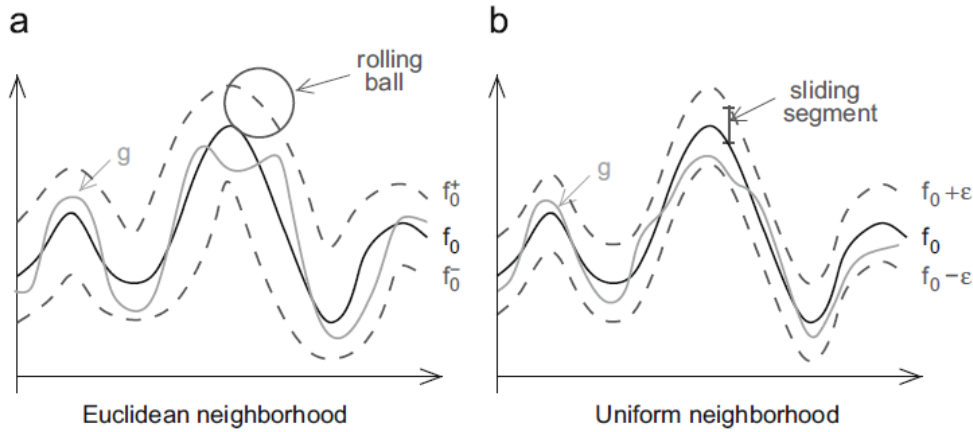 a
rolling
ball
g
f₀⁺
f₀
f₀⁻
Euclidean neighborhood
b
sliding
segment
g
f₀+ε
f₀
f₀−ε
Uniform neighborhood